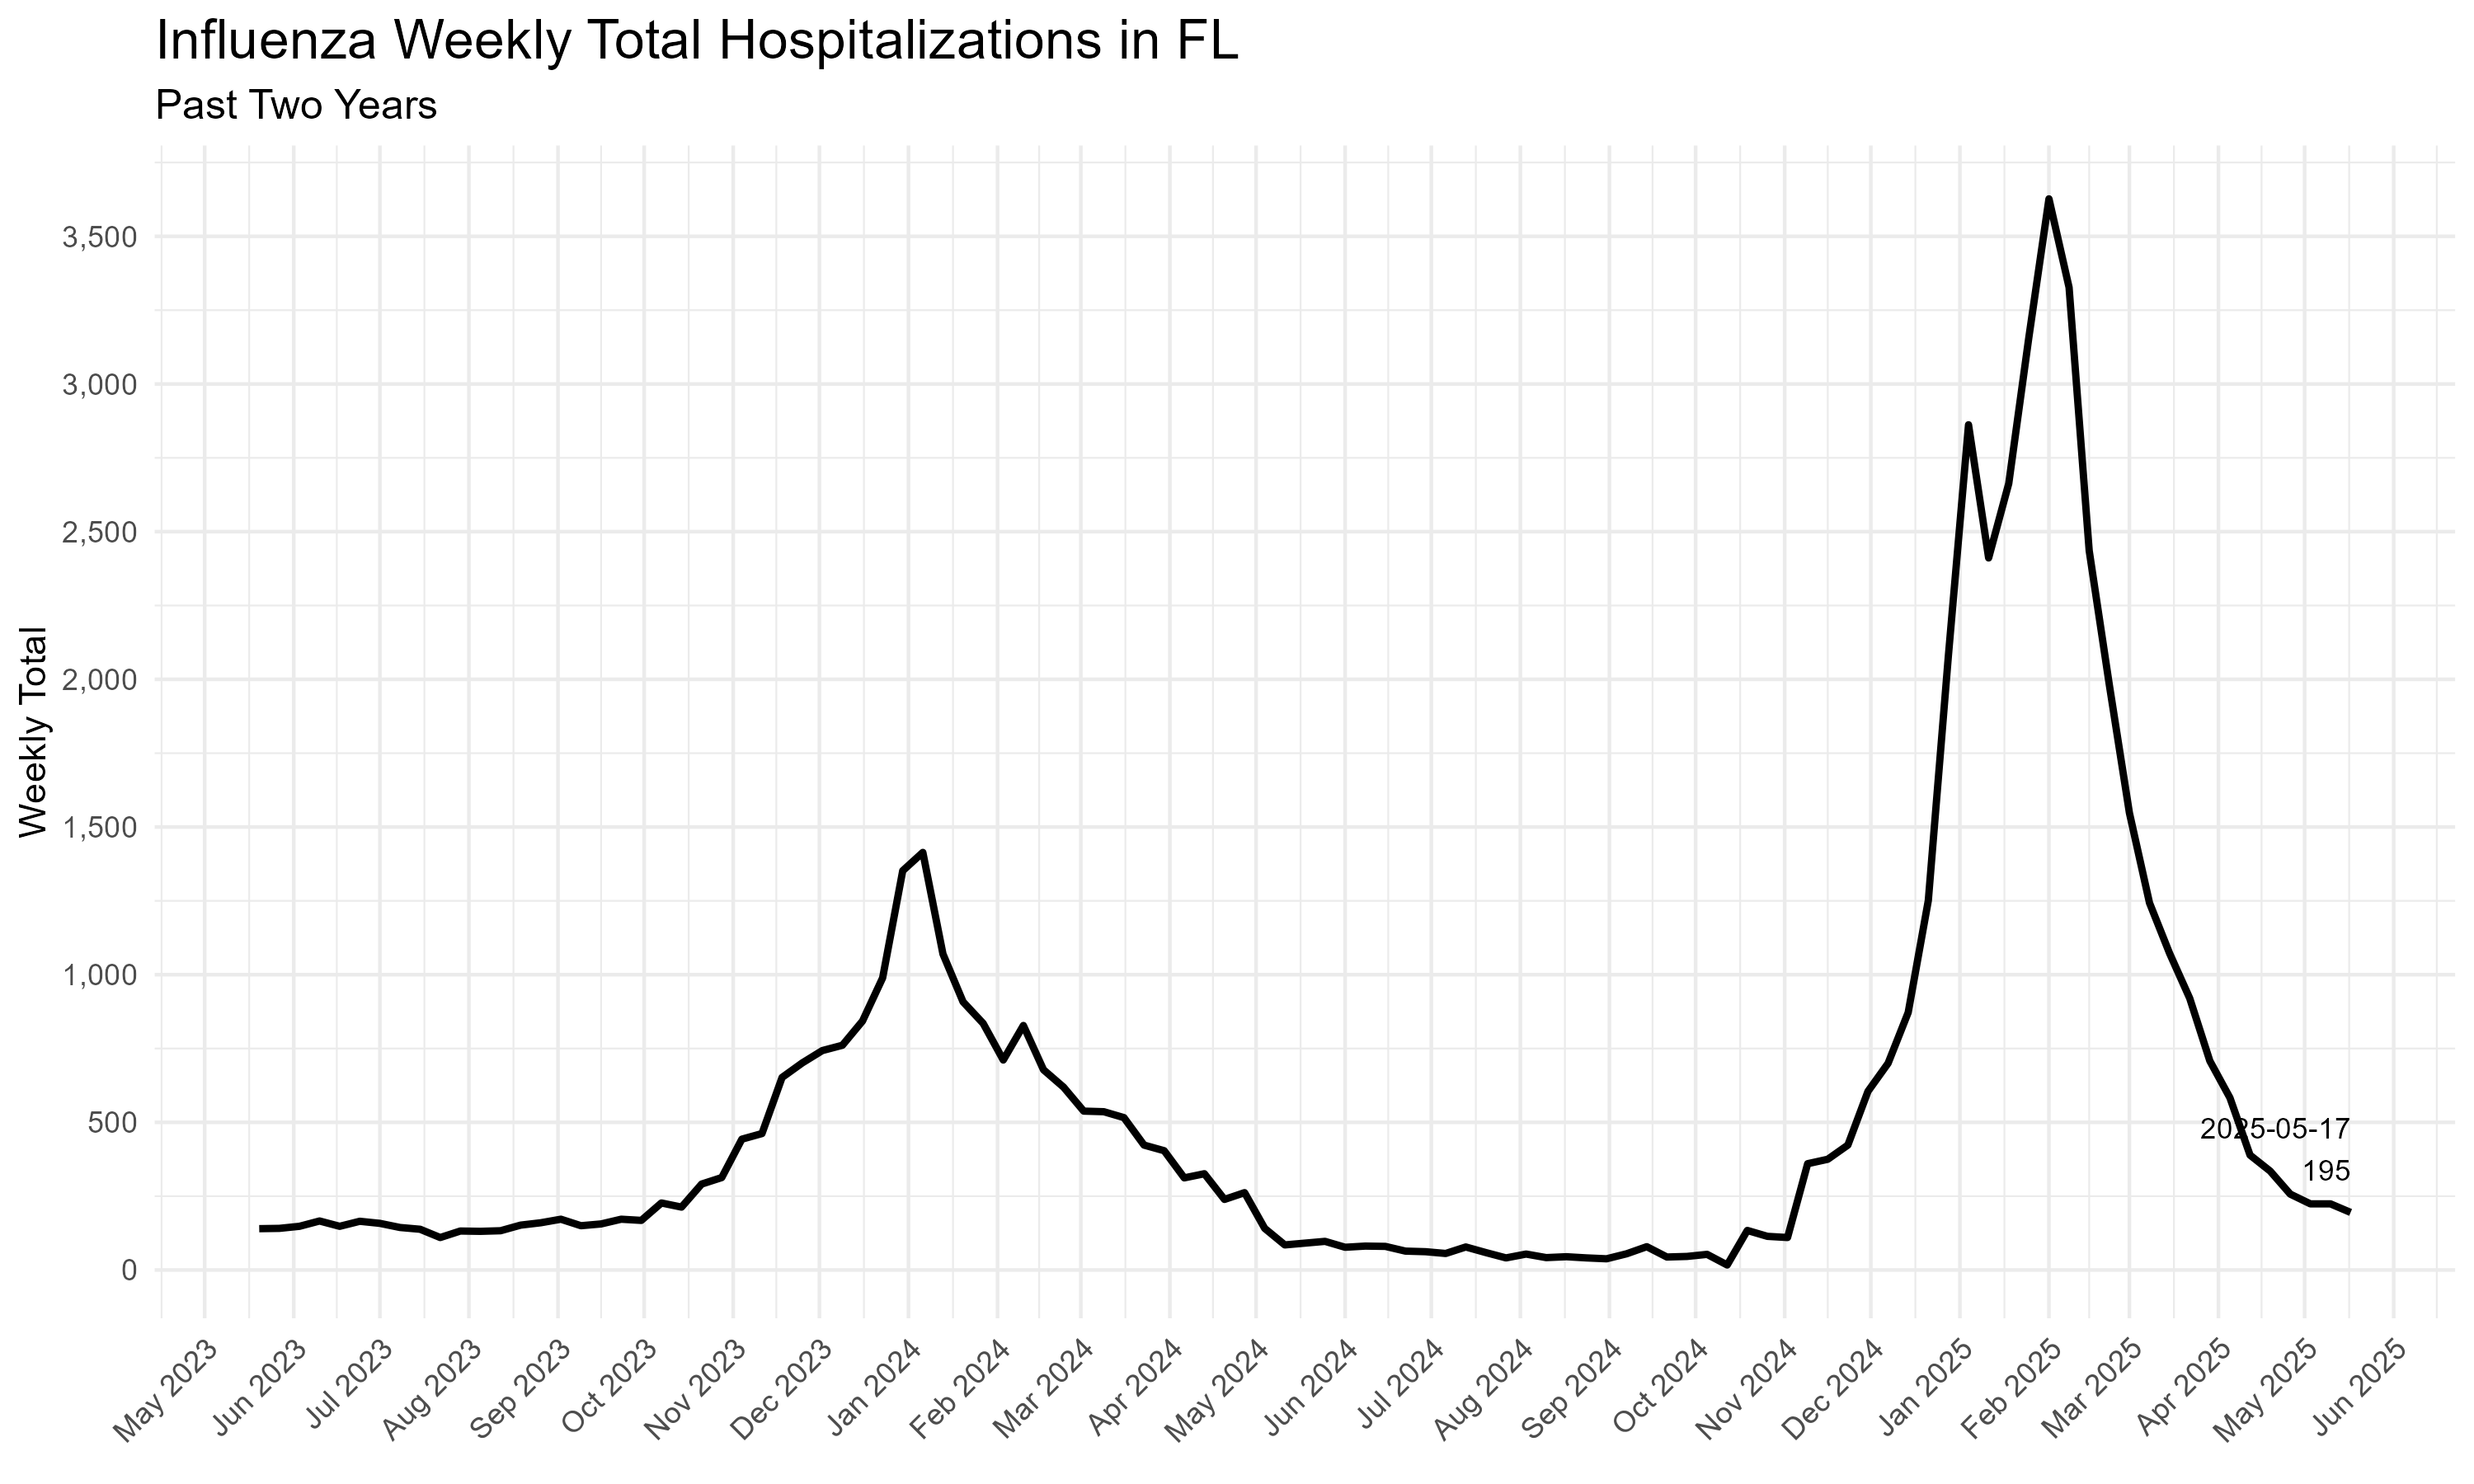 Influenza Weekly Total Hospitalizations in FL
Past Two Years
Weekly Total
3,500
3,000
2,500
2,000
1,500
1,000
500
0
2025-05-17
195
May 2023
Jun 2023
Jul 2023
Aug 2023
Sep 2023
Oct 2023
Nov 2023
Dec 2023
Jan 2024
Feb 2024
Mar 2024
Apr 2024
May 2024
Jun 2024
Jul 2024
Aug 2024
Sep 2024
Oct 2024
Nov 2024
Dec 2024
Jan 2025
Feb 2025
Mar 2025
Apr 2025
May 2025
Jun 2025